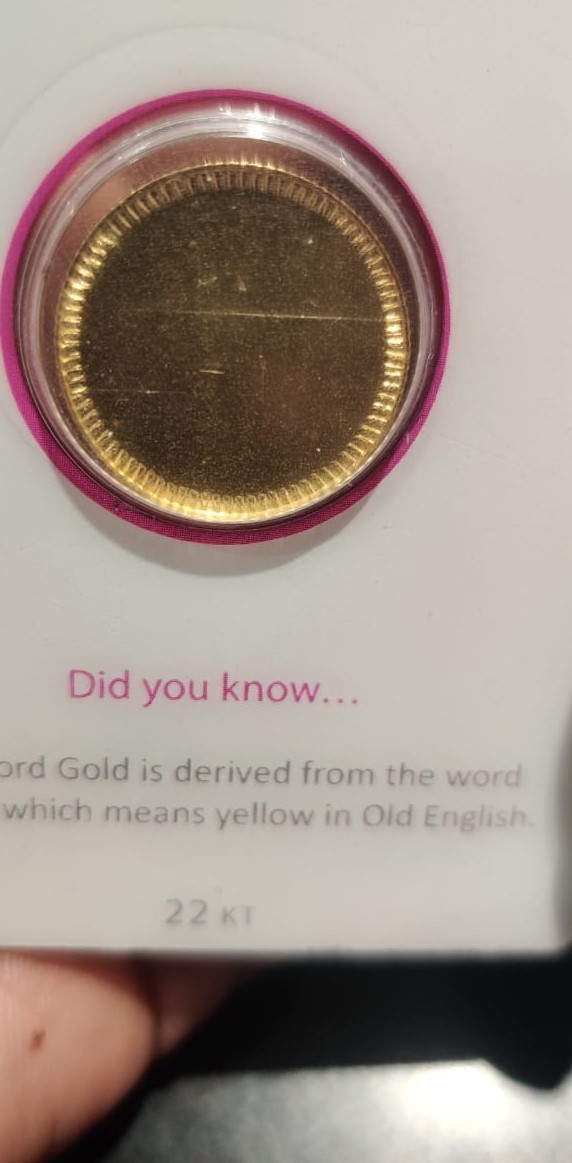 Did you know...
ord Gold is derived from the word
which means yellow in Old English.
22 KT